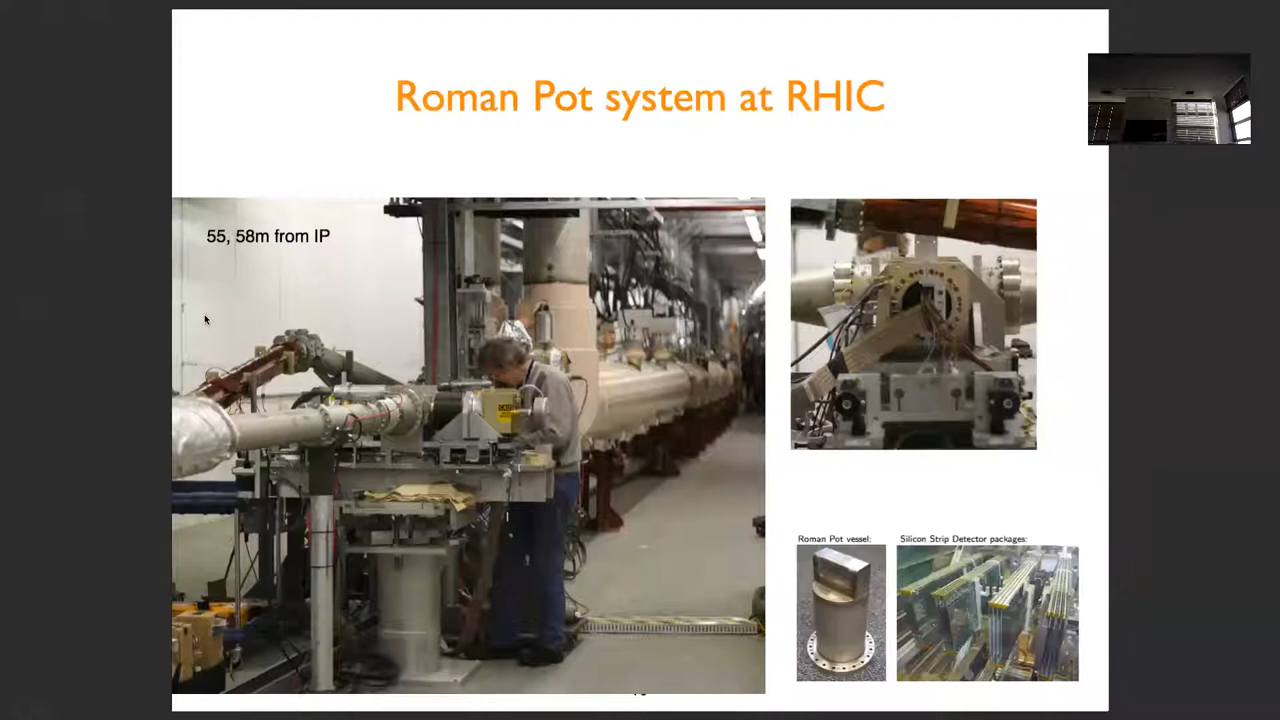 Roman Pot system at RHIC
55, 58m from IP
Roman Pot vessel:
Silicon Strip Detector packages: